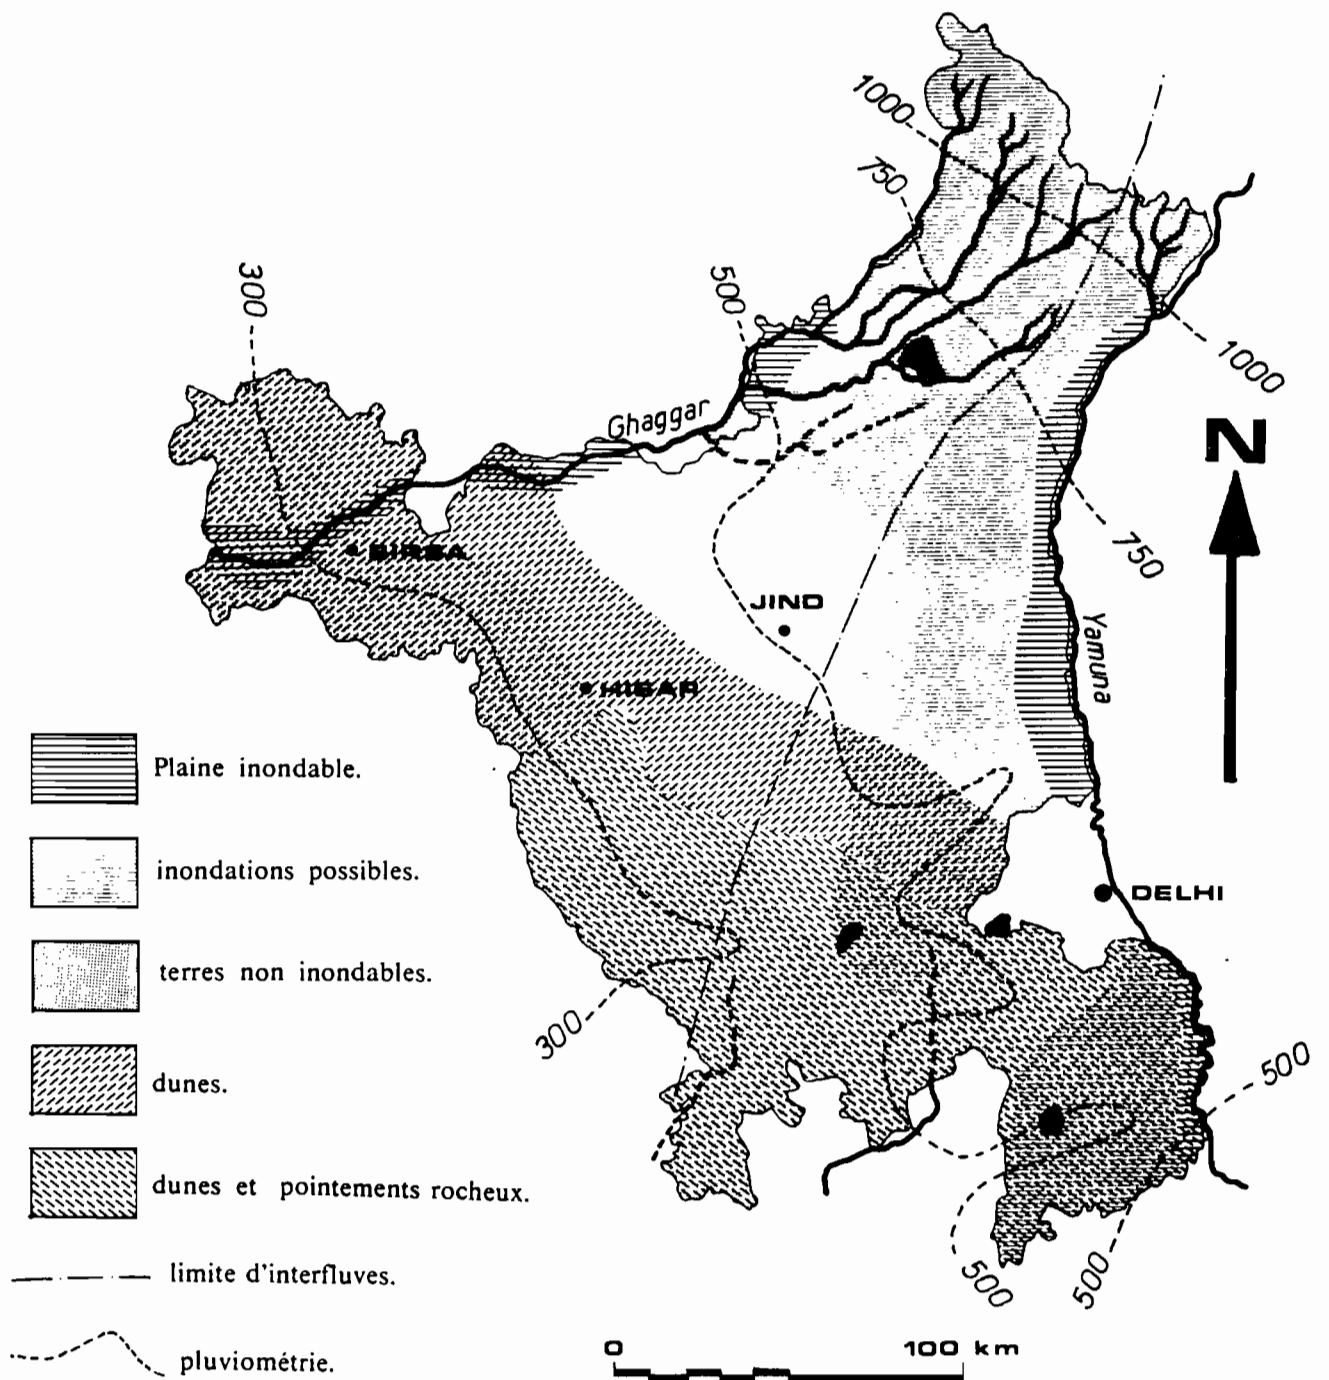 1000
750
300
500
1000
Ghaggar
N
750
SIRSA
JIND
Yamuna
HISAR
Plaine inondable.
inondations possibles.
DELHI
terres non inondables.
300
500
dunes.
dunes et pointements rocheux.
limite d'interfluves.
500
500
pluviométrie.
0 100 km